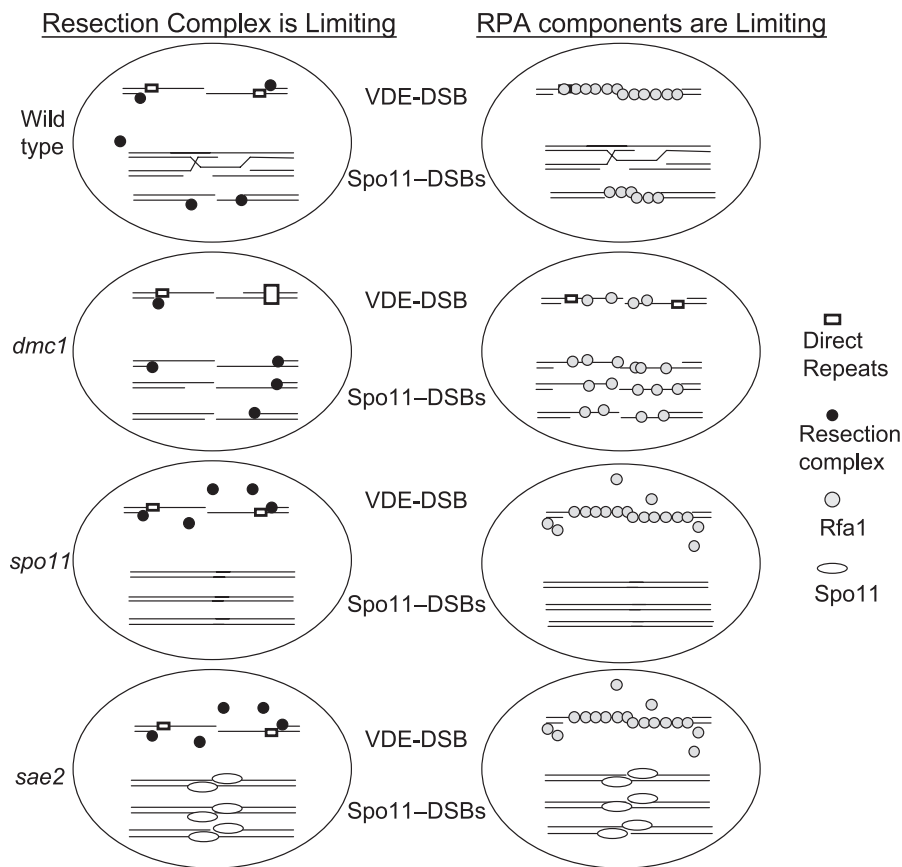 Resection Complex is Limiting
RPA components are Limiting
Wild
type
VDE-DSB
Spo11–DSBs
dmc1
VDE-DSB
Spo11–DSBs
spo11
VDE-DSB
Spo11–DSBs
sae2
VDE-DSB
Spo11–DSBs
Direct
Repeats
Resection
complex
Rfa1
Spo11